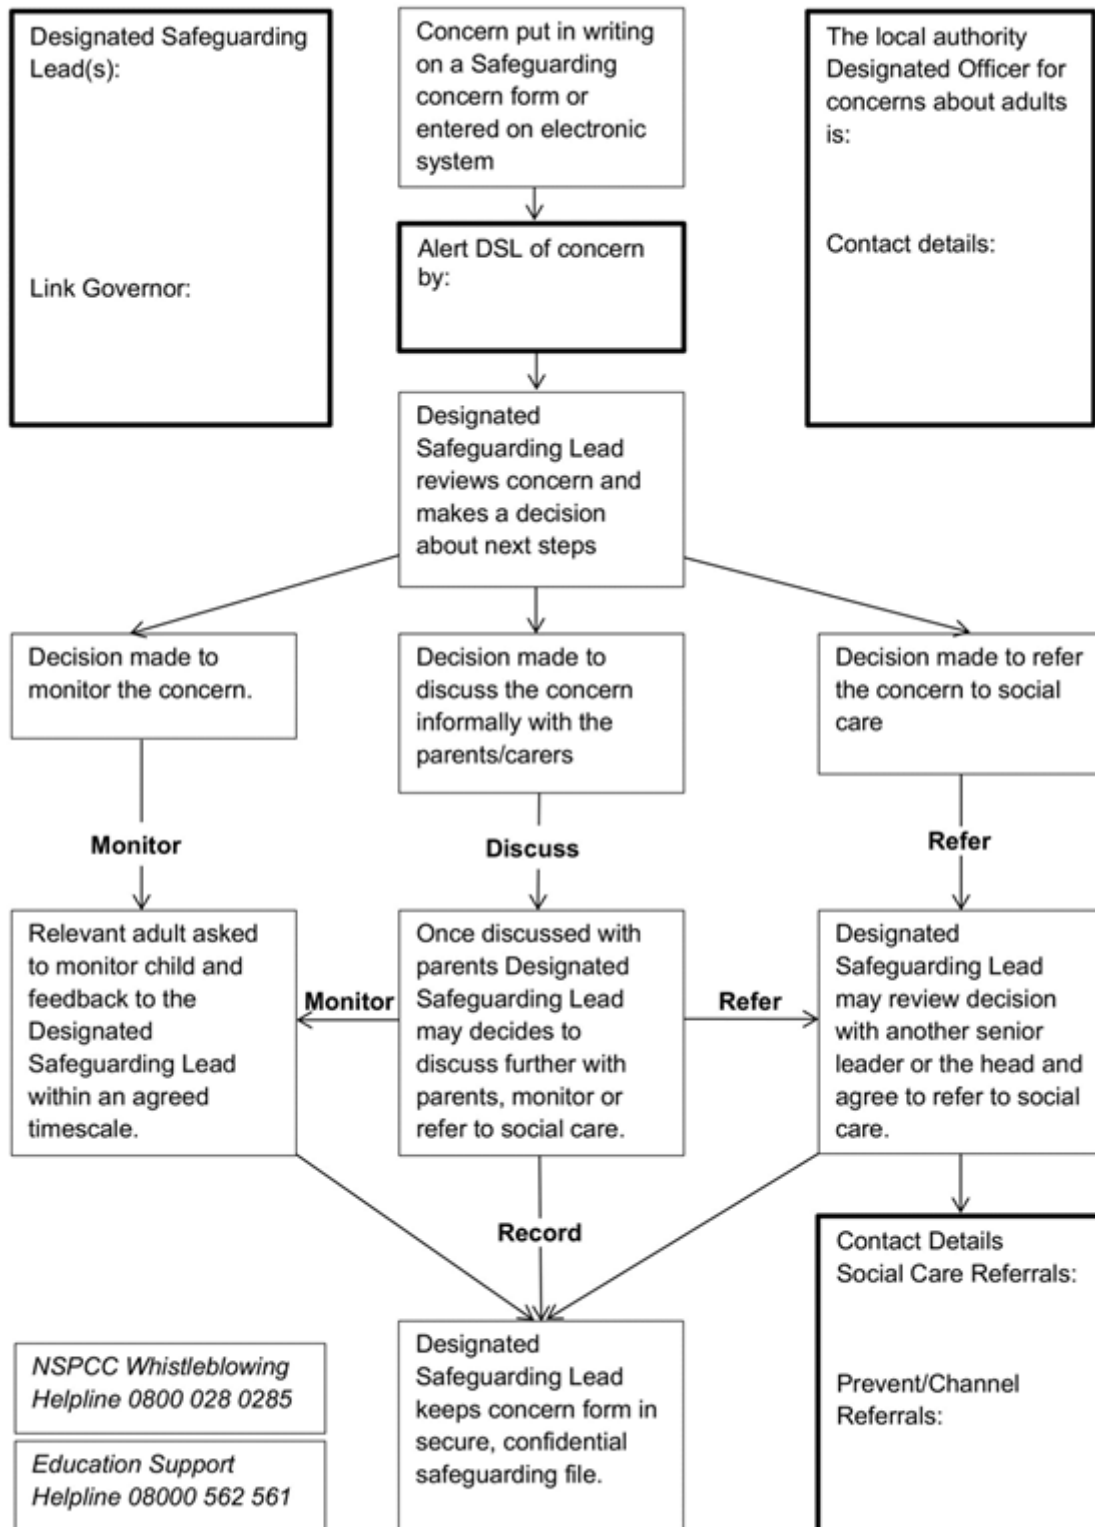 Designated Safeguarding
Lead(s):
Link Governor:
Concern put in writing
on a Safeguarding
concern form or
entered on electronic
system
The local authority
Designated Officer for
concerns about adults
is:
Contact details:
Alert DSL of concern
by:
Designated
Safeguarding Lead
reviews concern and
makes a decision
about next steps
Decision made to
monitor the concern.
Decision made to
discuss the concern
informally with the
parents/carers
Decision made to refer
the concern to social
care
Monitor
Discuss
Refer
Relevant adult asked
to monitor child and
feedback to the
Designated
Safeguarding Lead
within an agreed
timescale.
Monitor
Once discussed with
parents Designated
Safeguarding Lead
may decides to
discuss further with
parents, monitor or
refer to social care.
Refer
Designated
Safeguarding Lead
may review decision
with another senior
leader or the head and
agree to refer to social
care.
Record
Contact Details
Social Care Referrals:
Prevent/Channel
Referrals:
NSPCC Whistleblowing
Helpline 0800 028 0285
Education Support
Helpline 08000 562 561
Designated
Safeguarding Lead
keeps concern form in
secure, confidential
safeguarding file.